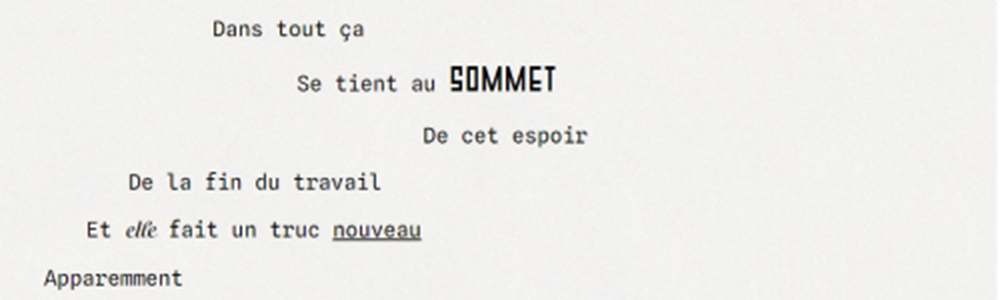 Dans tout ça
Se tient au SOMMET
De cet espoir
De la fin du travail
Et elle fait un truc nouveau
Apparemment